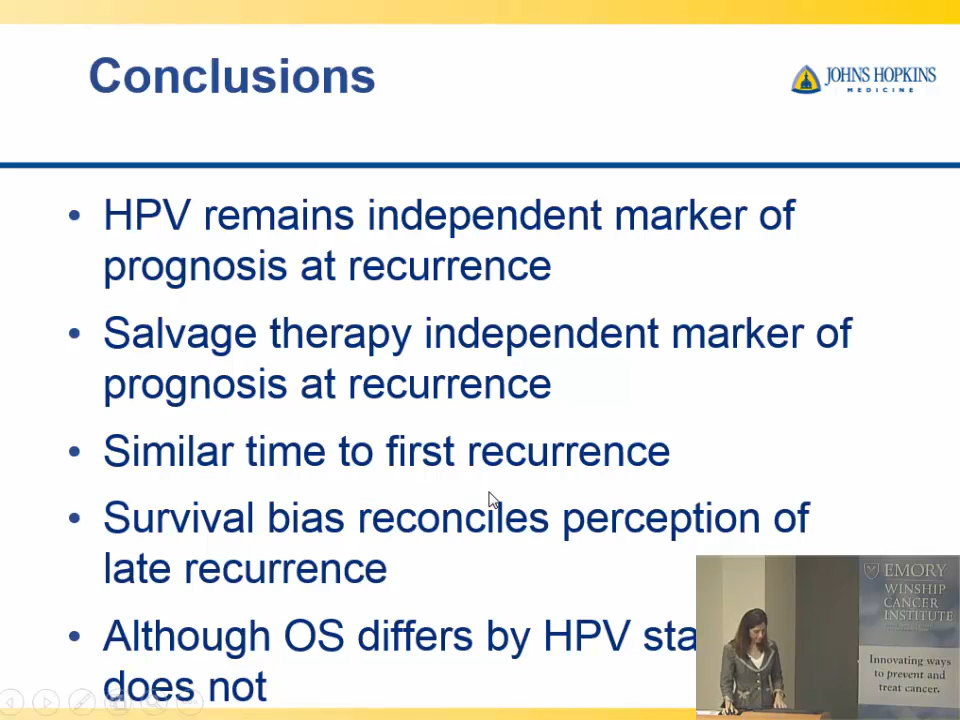 Conclusions
JOHNS HOPKINS
MEDICINE
• HPV remains independent marker of
prognosis at recurrence
• Salvage therapy independent marker of
prognosis at recurrence
• Similar time to first recurrence
• Survival bias reconciles perception of
late recurrence
• Although OS differs by HPV sta
does not
EMORY
WINSHIP
CANCER
INSTITUTE
Innovating ways
to prevent and
treat cancer.